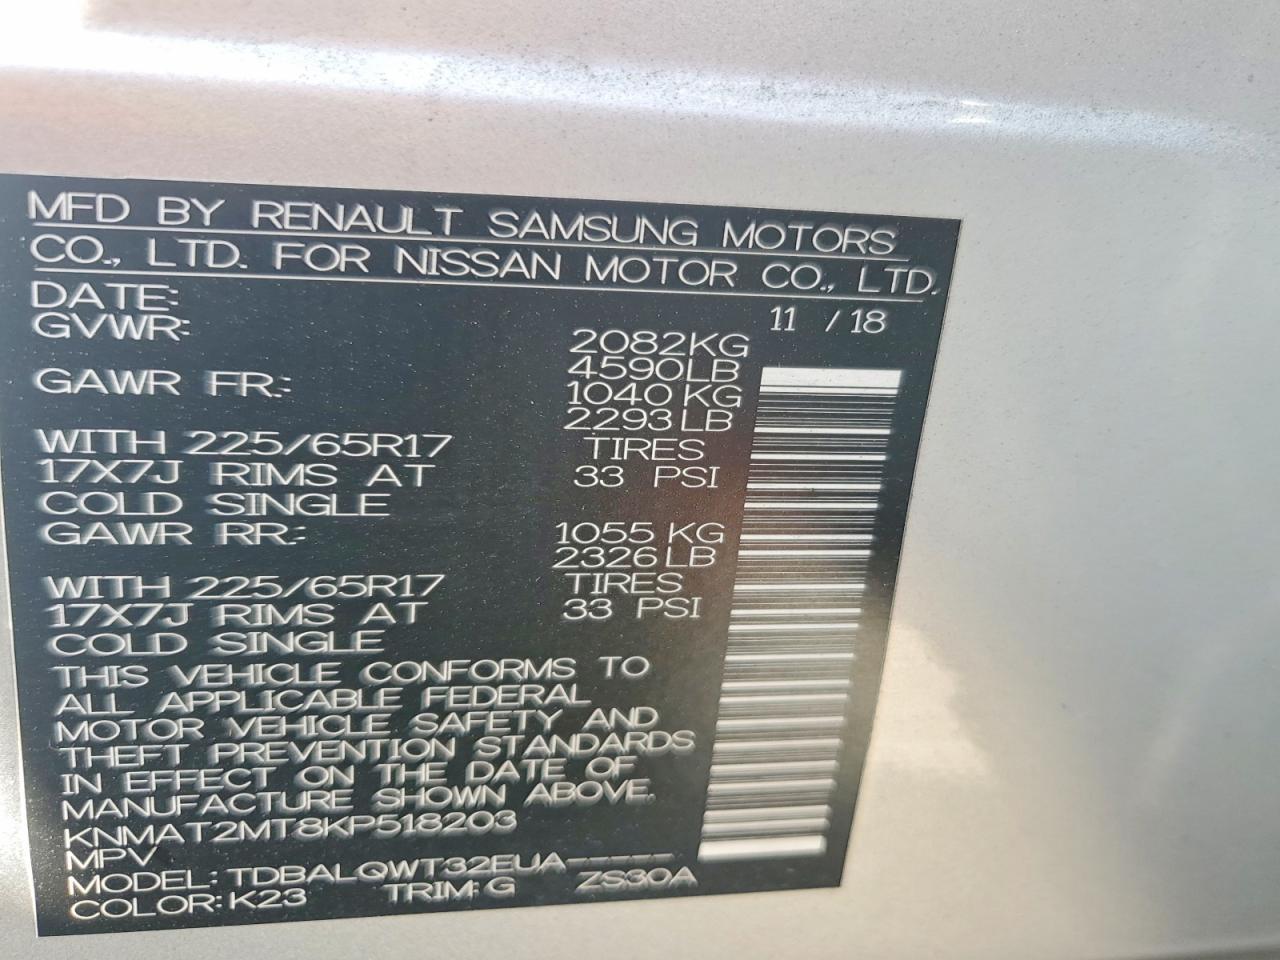 MFD BY RENAULT SAMSUNG MOTORS
CO., LTD. FOR NISSAN MOTOR CO., LTD.
DATE: 11 / 18
GVWR: 2082KG
4590LB
GAWR FR: 1040 KG
2293 LB
WITH 225/65R17 TIRES
17X7J RIMS AT 33 PSI
COLD SINGLE
GAWR RR: 1055 KG
2326 LB
WITH 225/65R17 TIRES
17X7J RIMS AT 33 PSI
COLD SINGLE
THIS VEHICLE CONFORMS TO
ALL APPLICABLE FEDERAL
MOTOR VEHICLE SAFETY AND
THEFT PREVENTION STANDARDS
IN EFFECT ON THE DATE OF
MANUFACTURE SHOWN ABOVE.
KNMAT2MT8KP518203
MPV
MODEL: TDBALQWT32EUA-----
COLOR: K23 TRIM: G ZS30A